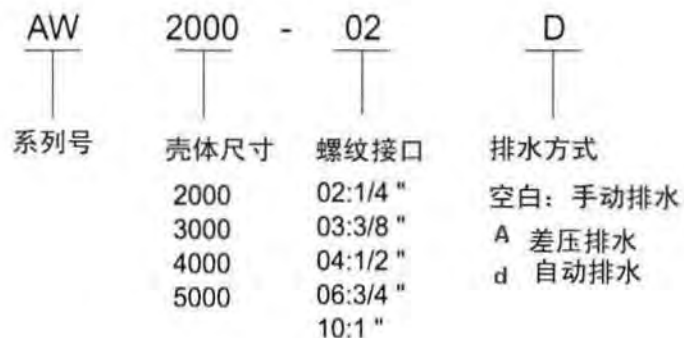 AW 2000 - 02 D
系列号 壳体尺寸 螺纹接口 排水方式
2000 02:1/4 " 空白：手动排水
3000 03:3/8 " A 差压排水
4000 04:1/2 " d 自动排水
5000 06:3/4 "
10:1 "